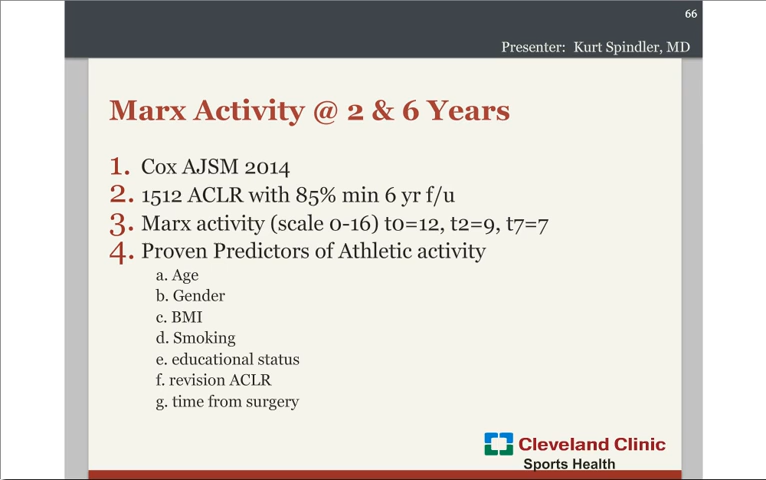 66
Presenter: Kurt Spindler, MD
Marx Activity @ 2 & 6 Years
1. Cox AJSM 2014
2. 1512 ACLR with 85% min 6 yr f/u
3. Marx activity (scale 0-16) t0=12, t2=9, t7=7
4. Proven Predictors of Athletic activity
a. Age
b. Gender
c. BMI
d. Smoking
e. educational status
f. revision ACLR
g. time from surgery
Cleveland Clinic
Sports Health